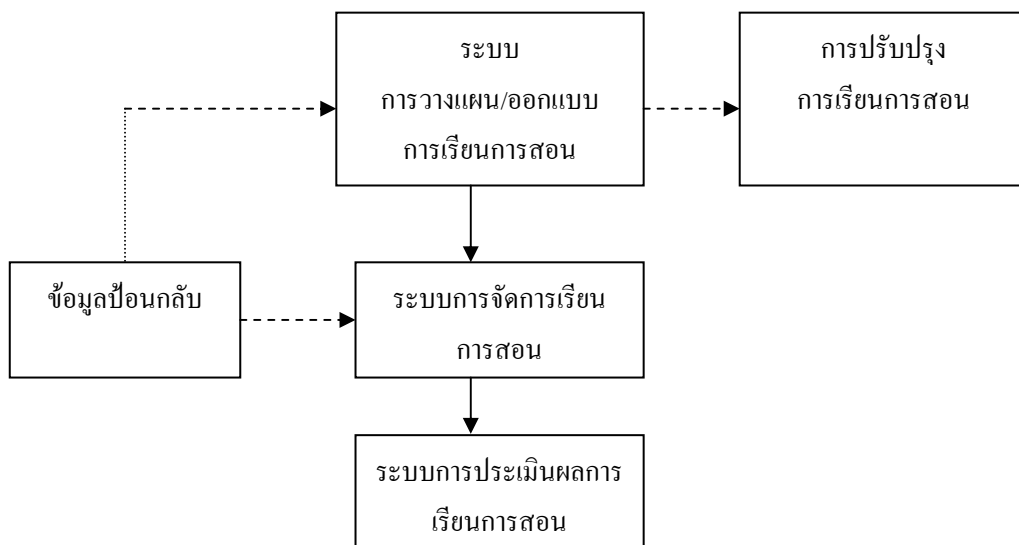 ระบบ
การวางแผน/ออกแบบ
การเรียนการสอน
การปรับปรุง
การเรียนการสอน
ข้อมูลป้อนกลับ
ระบบการจัดการเรียน
การสอน
ระบบการประเมินผลการ
เรียนการสอน